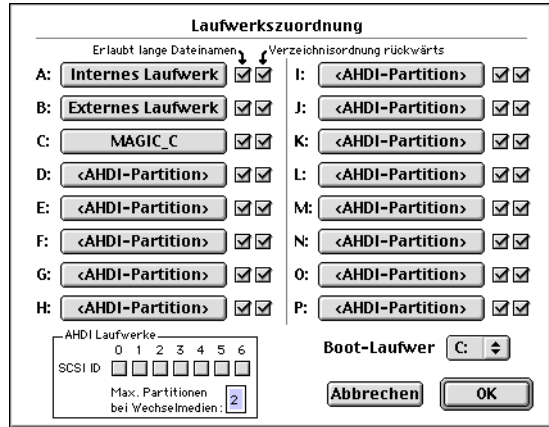 Laufwerkszuordnung
Erlaubt lange Dateinamen
Verzeichnisordnung rückwärts
A: Internes Laufwerk
B: Externes Laufwerk
C: MAGIC_C
D: <AHDI-Partition>
E: <AHDI-Partition>
F: <AHDI-Partition>
G: <AHDI-Partition>
H: <AHDI-Partition>
I: <AHDI-Partition>
J: <AHDI-Partition>
K: <AHDI-Partition>
L: <AHDI-Partition>
M: <AHDI-Partition>
N: <AHDI-Partition>
O: <AHDI-Partition>
P: <AHDI-Partition>
AHDI Laufwerke
0 1 2 3 4 5 6
SCSI ID
Max. Partitionen
bei Wechselmedien: 2
Boot-Laufwer C:
Abbrechen
OK